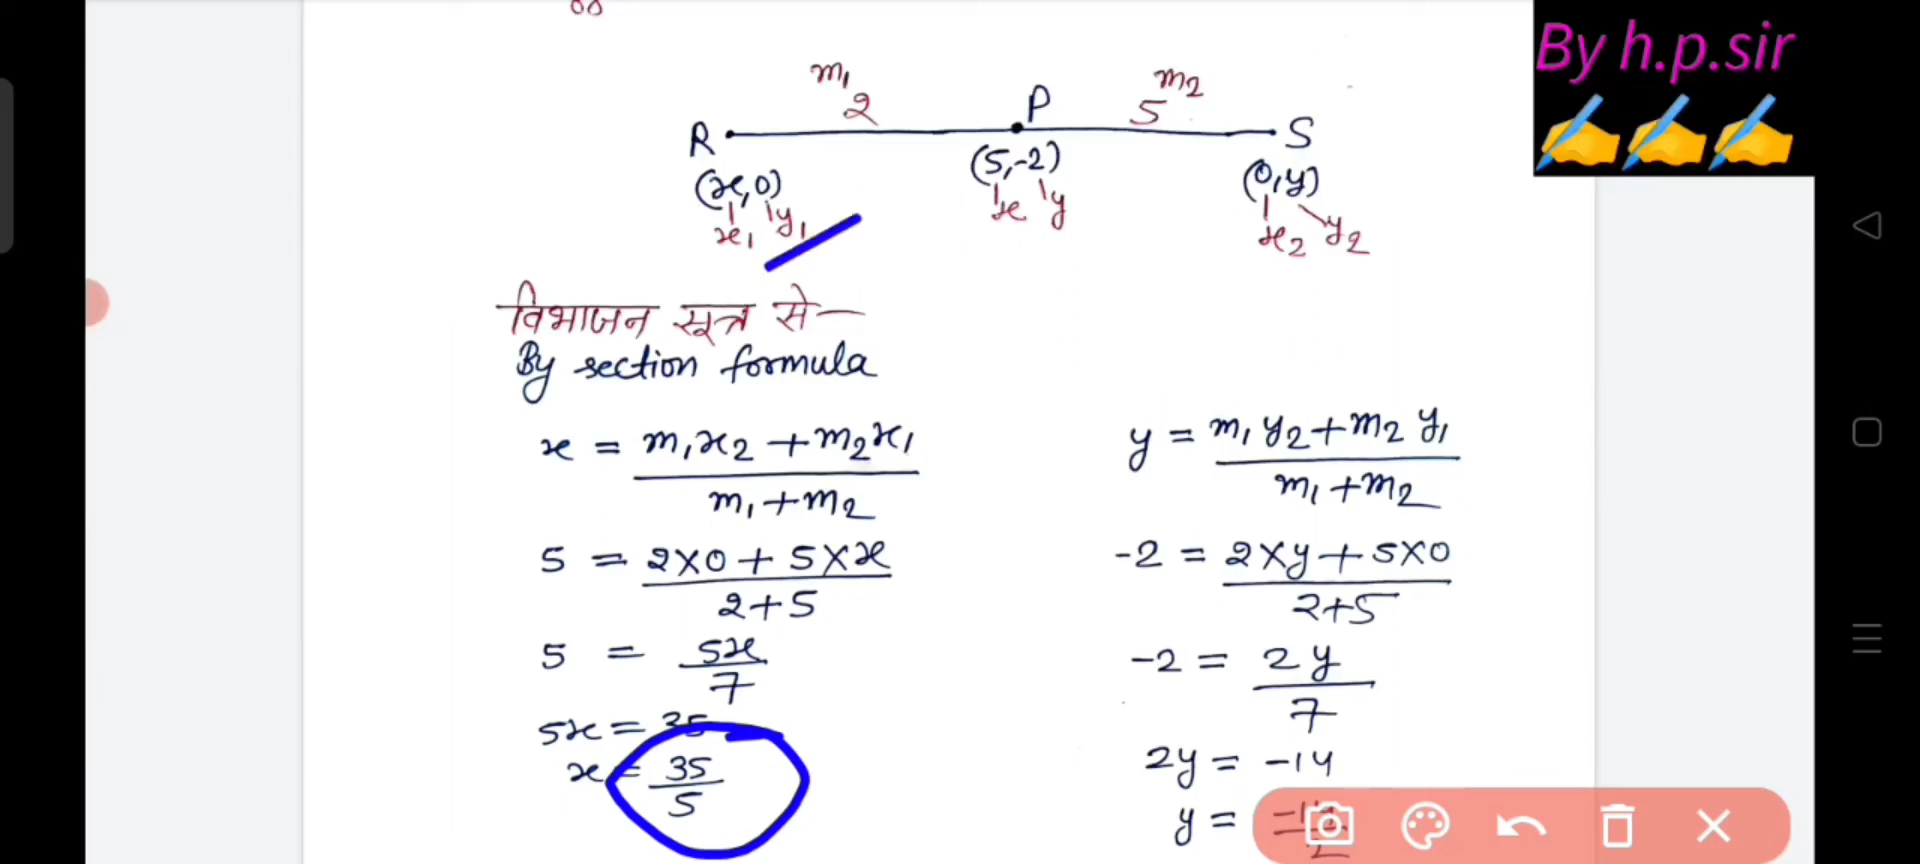 By h.p.sir
m1 m2
2 P 5
R S
(x,0) (5,-2) (0,y)
x1 y1 x y x2 y2
विभाजन सूत्र से—
By section formula
x = m1x2 + m2x1 / m1 + m2
y = m1y2 + m2y1 / m1 + m2
5 = 2×0 + 5×x / 2+5
-2 = 2×y + 5×0 / 2+5
5 = 5x / 7
-2 = 2y / 7
5x = 35
2y = -14
x = 35 / 5
y =